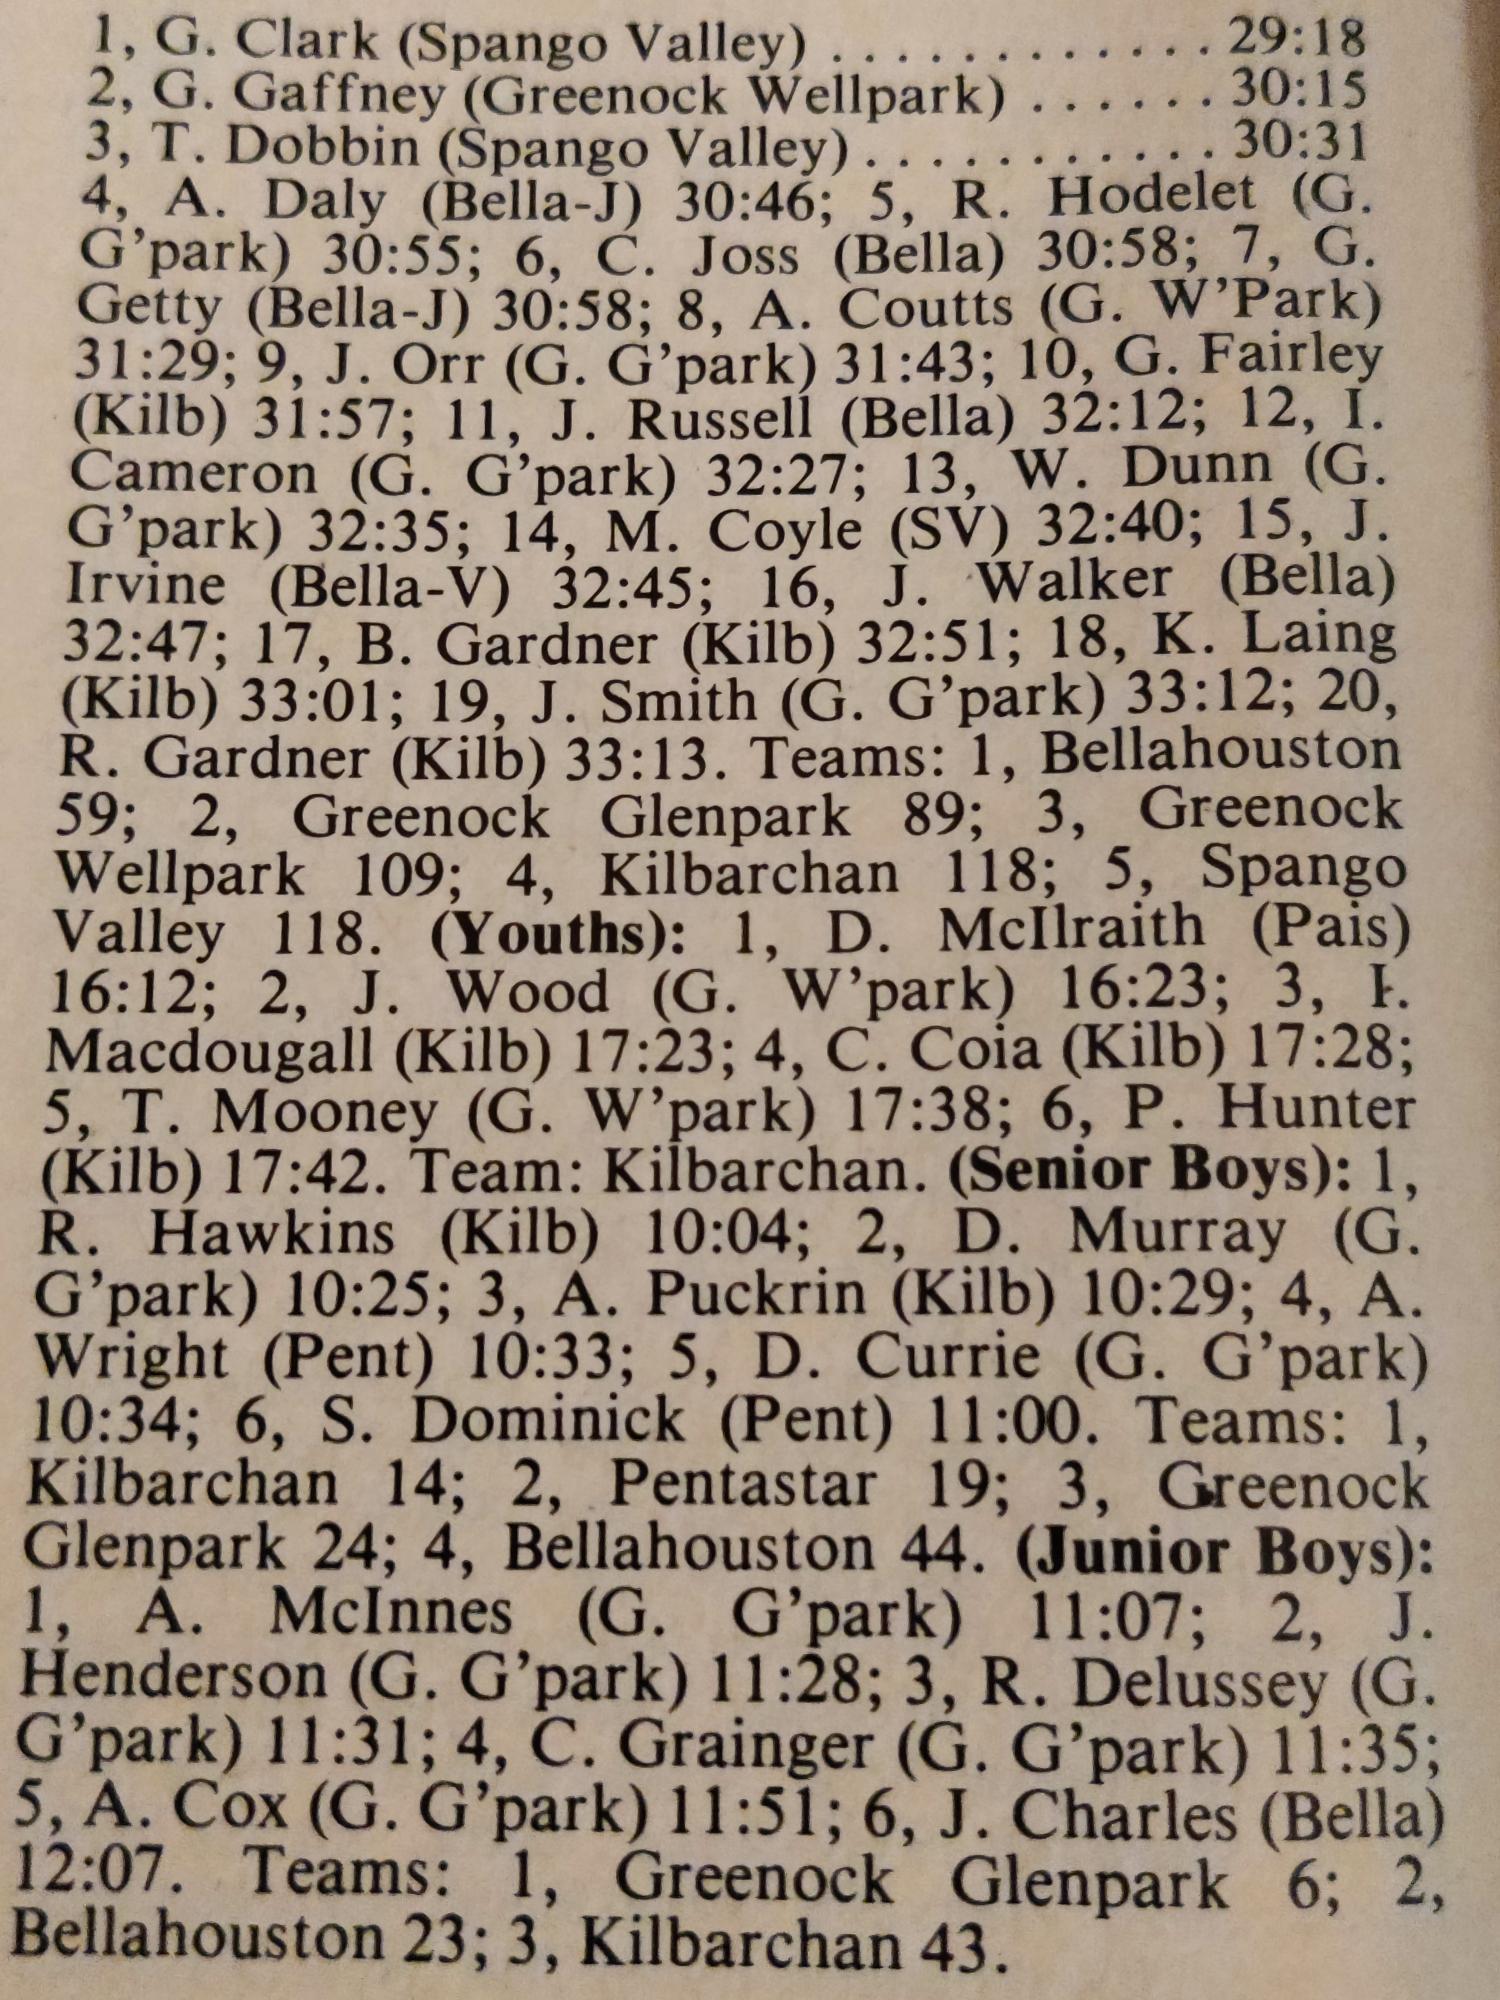 1, G. Clark (Spango Valley) . . . . . . . . . . . . . 29:18
2, G. Gaffney (Greenock Wellpark) . . . . . . 30:15
3, T. Dobbin (Spango Valley) . . . . . . . . . . . . 30:31
4, A. Daly (Bella-J) 30:46; 5, R. Hodelet (G.
G'park) 30:55; 6, C. Joss (Bella) 30:58; 7, G.
Getty (Bella-J) 30:58; 8, A. Coutts (G. W'Park)
31:29; 9, J. Orr (G. G'park) 31:43; 10, G. Fairley
(Kilb) 31:57; 11, J. Russell (Bella) 32:12; 12, I.
Cameron (G. G'park) 32:27; 13, W. Dunn (G.
G'park) 32:35; 14, M. Coyle (SV) 32:40; 15, J.
Irvine (Bella-V) 32:45; 16, J. Walker (Bella)
32:47; 17, B. Gardner (Kilb) 32:51; 18, K. Laing
(Kilb) 33:01; 19, J. Smith (G. G'park) 33:12; 20,
R. Gardner (Kilb) 33:13. Teams: 1, Bellahouston
59; 2, Greenock Glenpark 89; 3, Greenock
Wellpark 109; 4, Kilbarchan 118; 5, Spango
Valley 118. (Youths): 1, D. McIlraith (Pais)
16:12; 2, J. Wood (G. W'park) 16:23; 3,
Macdougall (Kilb) 17:23; 4, C. Coia (Kilb) 17:28;
5, T. Mooney (G. W'park) 17:38; 6, P. Hunter
(Kilb) 17:42. Team: Kilbarchan. (Senior Boys): 1,
R. Hawkins (Kilb) 10:04; 2, D. Murray (G.
G'park) 10:25; 3, A. Puckrin (Kilb) 10:29; 4, A.
Wright (Pent) 10:33; 5, D. Currie (G. G'park)
10:34; 6, S. Dominick (Pent) 11:00. Teams: 1,
Kilbarchan 14; 2, Pentastar 19; 3, Greenock
Glenpark 24; 4, Bellahouston 44. (Junior Boys):
1, A. McInnes (G. G'park) 11:07; 2, J.
Henderson (G. G'park) 11:28; 3, R. Delussey (G.
G'park) 11:31; 4, C. Grainger (G. G'park) 11:35;
5, A. Cox (G. G'park) 11:51; 6, J. Charles (Bella)
12:07. Teams: 1, Greenock Glenpark 6; 2,
Bellahouston 23; 3, Kilbarchan 43.